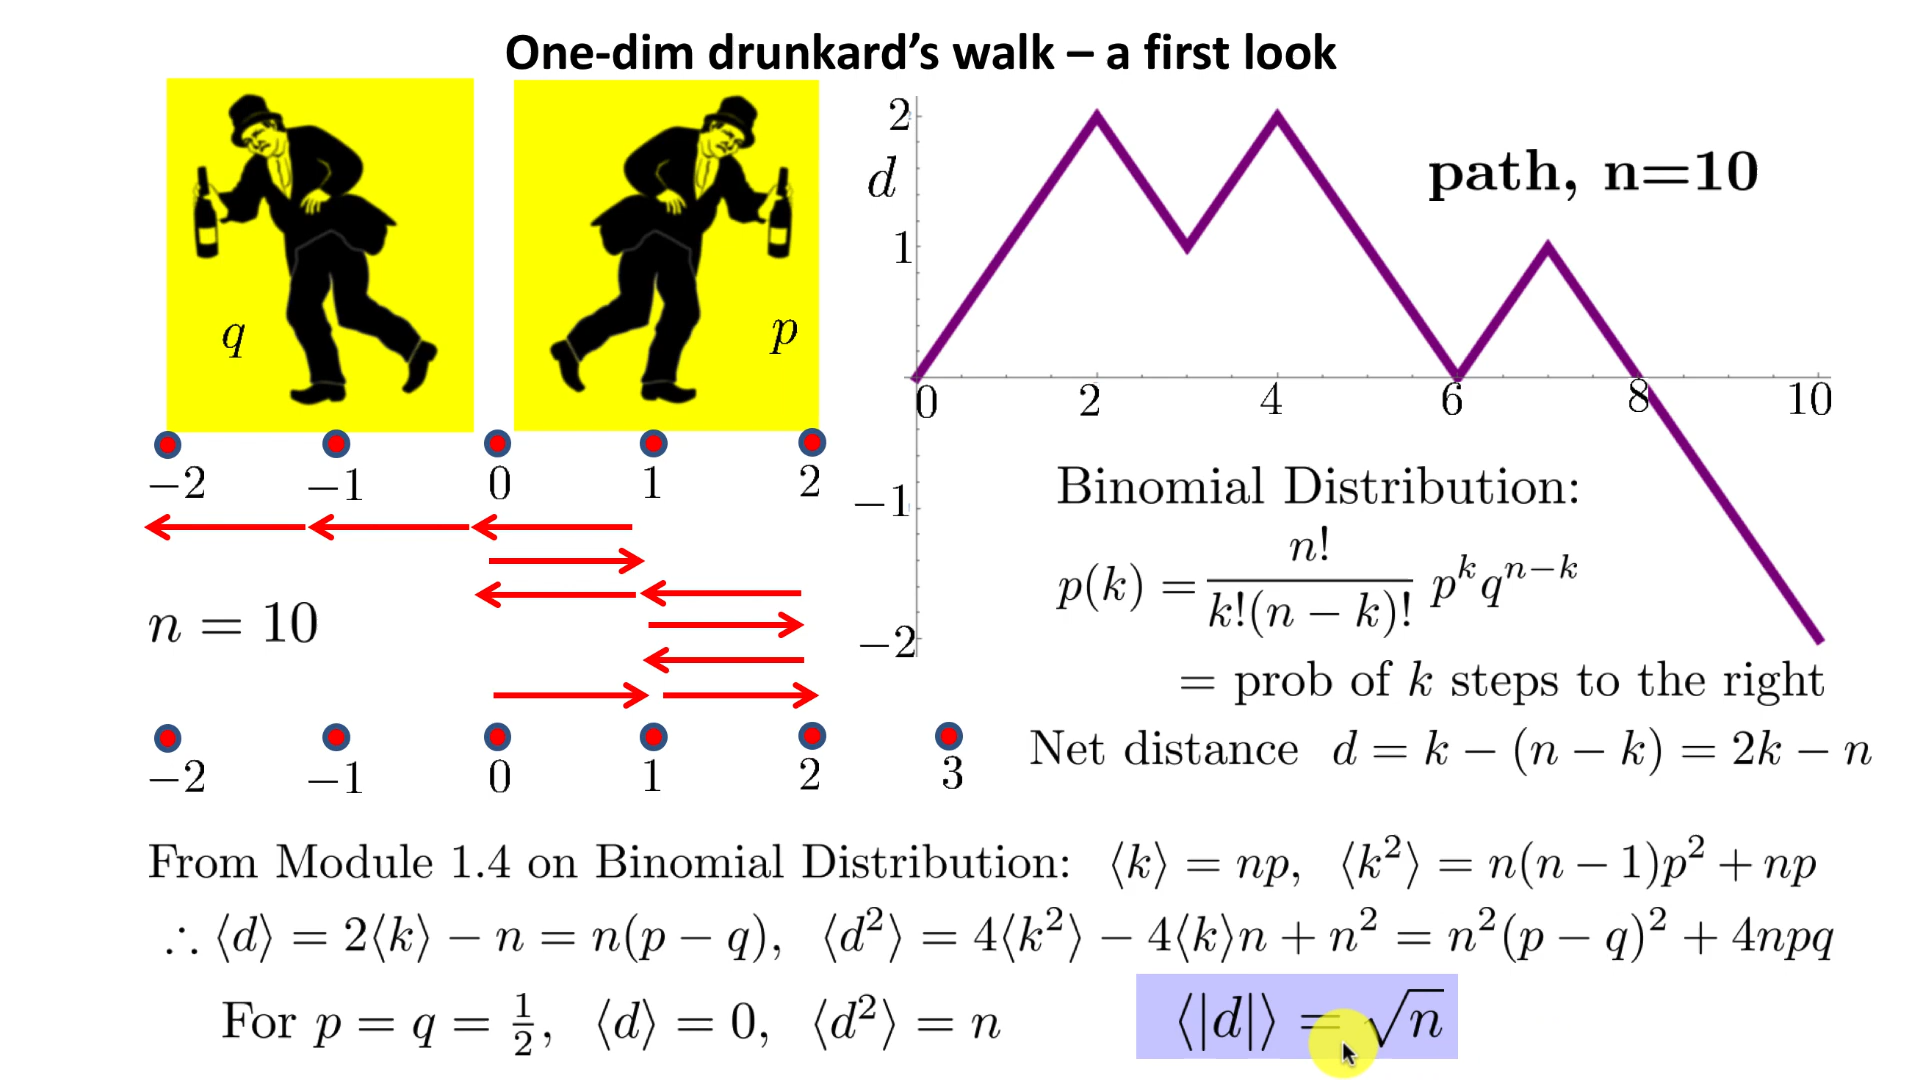 One-dim drunkard’s walk – a first look
q
p
−2 −1 0 1 2
n = 10
−2 −1 0 1 2 3
2
d
1
path, n=10
0 2 4 6 8 10
−1
−2
Binomial Distribution:
p(k) = n!/(k!(n − k)!) p^k q^{n−k}
= prob of k steps to the right
Net distance d = k − (n − k) = 2k − n
From Module 1.4 on Binomial Distribution: ⟨k⟩ = np, ⟨k²⟩ = n(n − 1)p² + np
∴ ⟨d⟩ = 2⟨k⟩ − n = n(p − q), ⟨d²⟩ = 4⟨k²⟩ − 4⟨k⟩n + n² = n²(p − q)² + 4npq
For p = q = ½, ⟨d⟩ = 0, ⟨d²⟩ = n ⟨|d|⟩ = √n